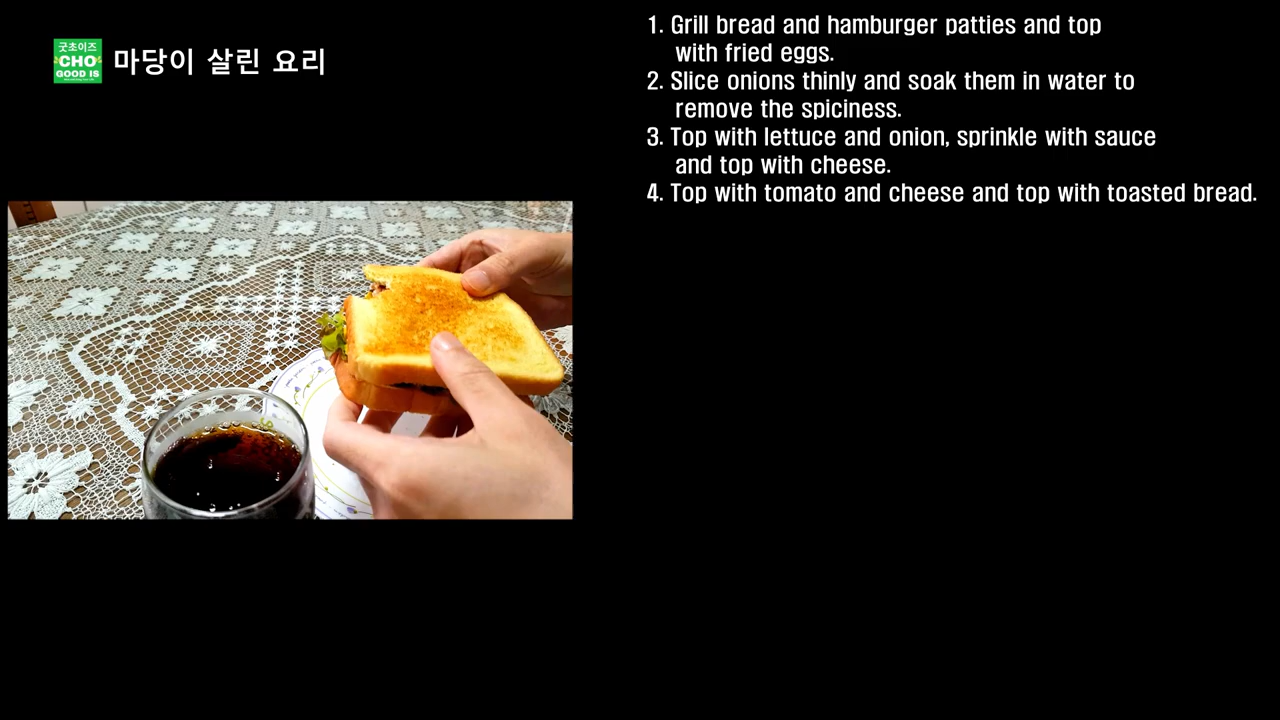 굿초이즈
CHO
GOOD IS
마당이 살린 요리
1. Grill bread and hamburger patties and top
with fried eggs.
2. Slice onions thinly and soak them in water to
remove the spiciness.
3. Top with lettuce and onion, sprinkle with sauce
and top with cheese.
4. Top with tomato and cheese and top with toasted bread.